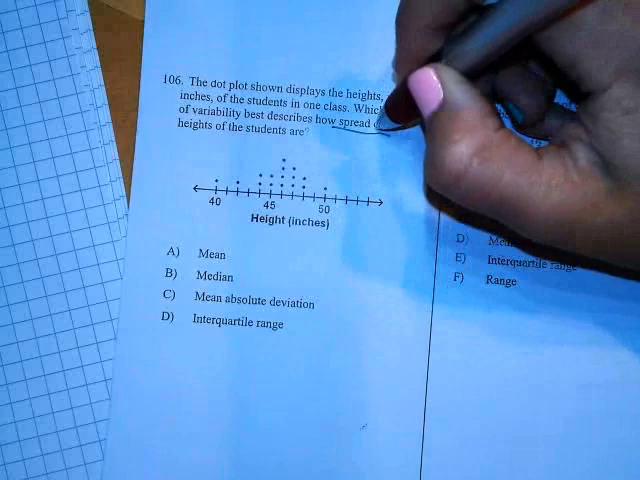 106. The dot plot shown displays the heights,
inches, of the students in one class.
of variability best describes how spread
heights of the students are?
40
45
50
Height (inches)
A) Mean
B) Median
C) Mean absolute deviation
D) Interquartile range
D)
E) Interquartile range
F) Range